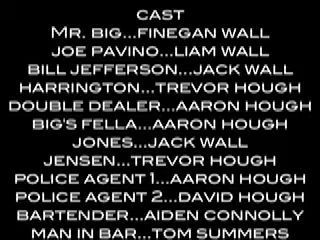 CAST
MR. BIG...FINEGAN WALL
JOE PAVINO...LIAM WALL
BILL JEFFERSON...JACK WALL
HARRINGTON...TREVOR HOUGH
DOUBLE DEALER...AARON HOUGH
BIG'S FELLA...AARON HOUGH
JONES...JACK WALL
JENSEN...TREVOR HOUGH
POLICE AGENT 1...AARON HOUGH
POLICE AGENT 2...DAVID HOUGH
BARTENDER...AIDEN CONNOLLY
MAN IN BAR...TOM SUMMERS